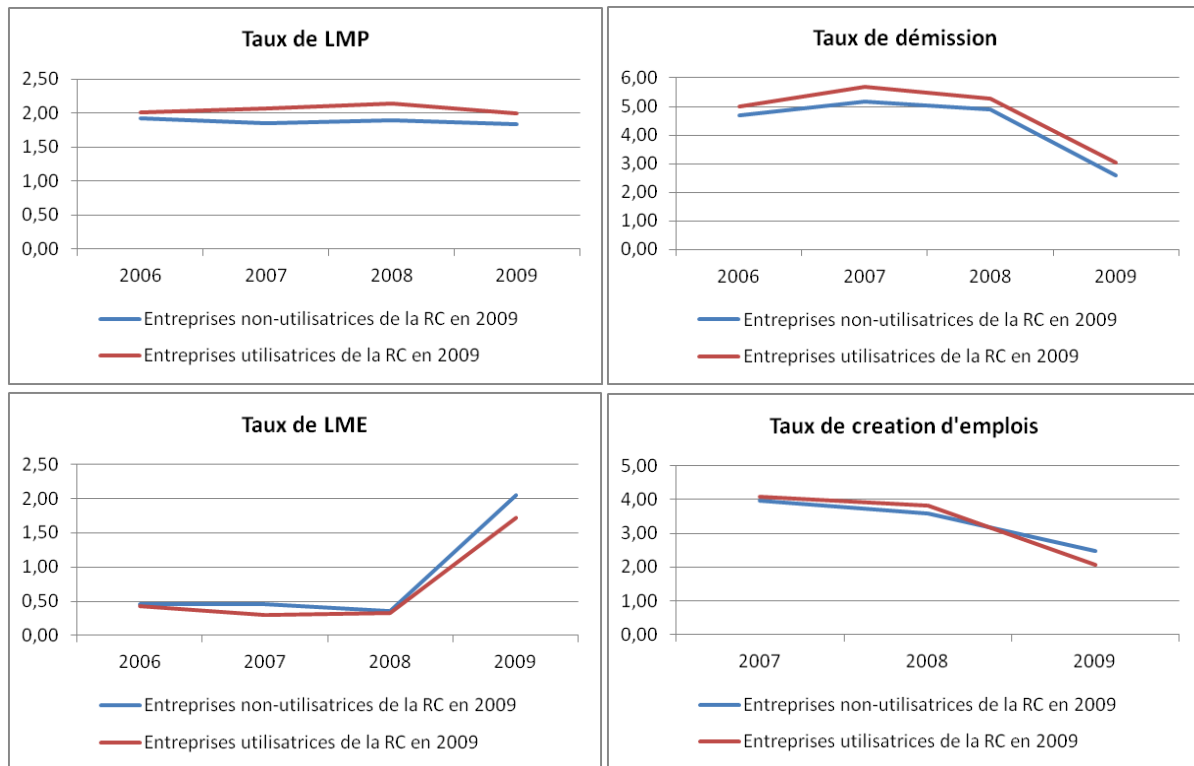 Taux de LMP
2,50
2,00
1,50
1,00
0,50
0,00
2006 2007 2008 2009
Entreprises non-utilisatrices de la RC en 2009
Entreprises utilisatrices de la RC en 2009
Taux de démission
6,00
5,00
4,00
3,00
2,00
1,00
0,00
2006 2007 2008 2009
Entreprises non-utilisatrices de la RC en 2009
Entreprises utilisatrices de la RC en 2009
Taux de LME
2,50
2,00
1,50
1,00
0,50
0,00
2006 2007 2008 2009
Entreprises non-utilisatrices de la RC en 2009
Entreprises utilisatrices de la RC en 2009
Taux de creation d'emplois
5,00
4,00
3,00
2,00
1,00
0,00
2007 2008 2009
Entreprises non-utilisatrices de la RC en 2009
Entreprises utilisatrices de la RC en 2009